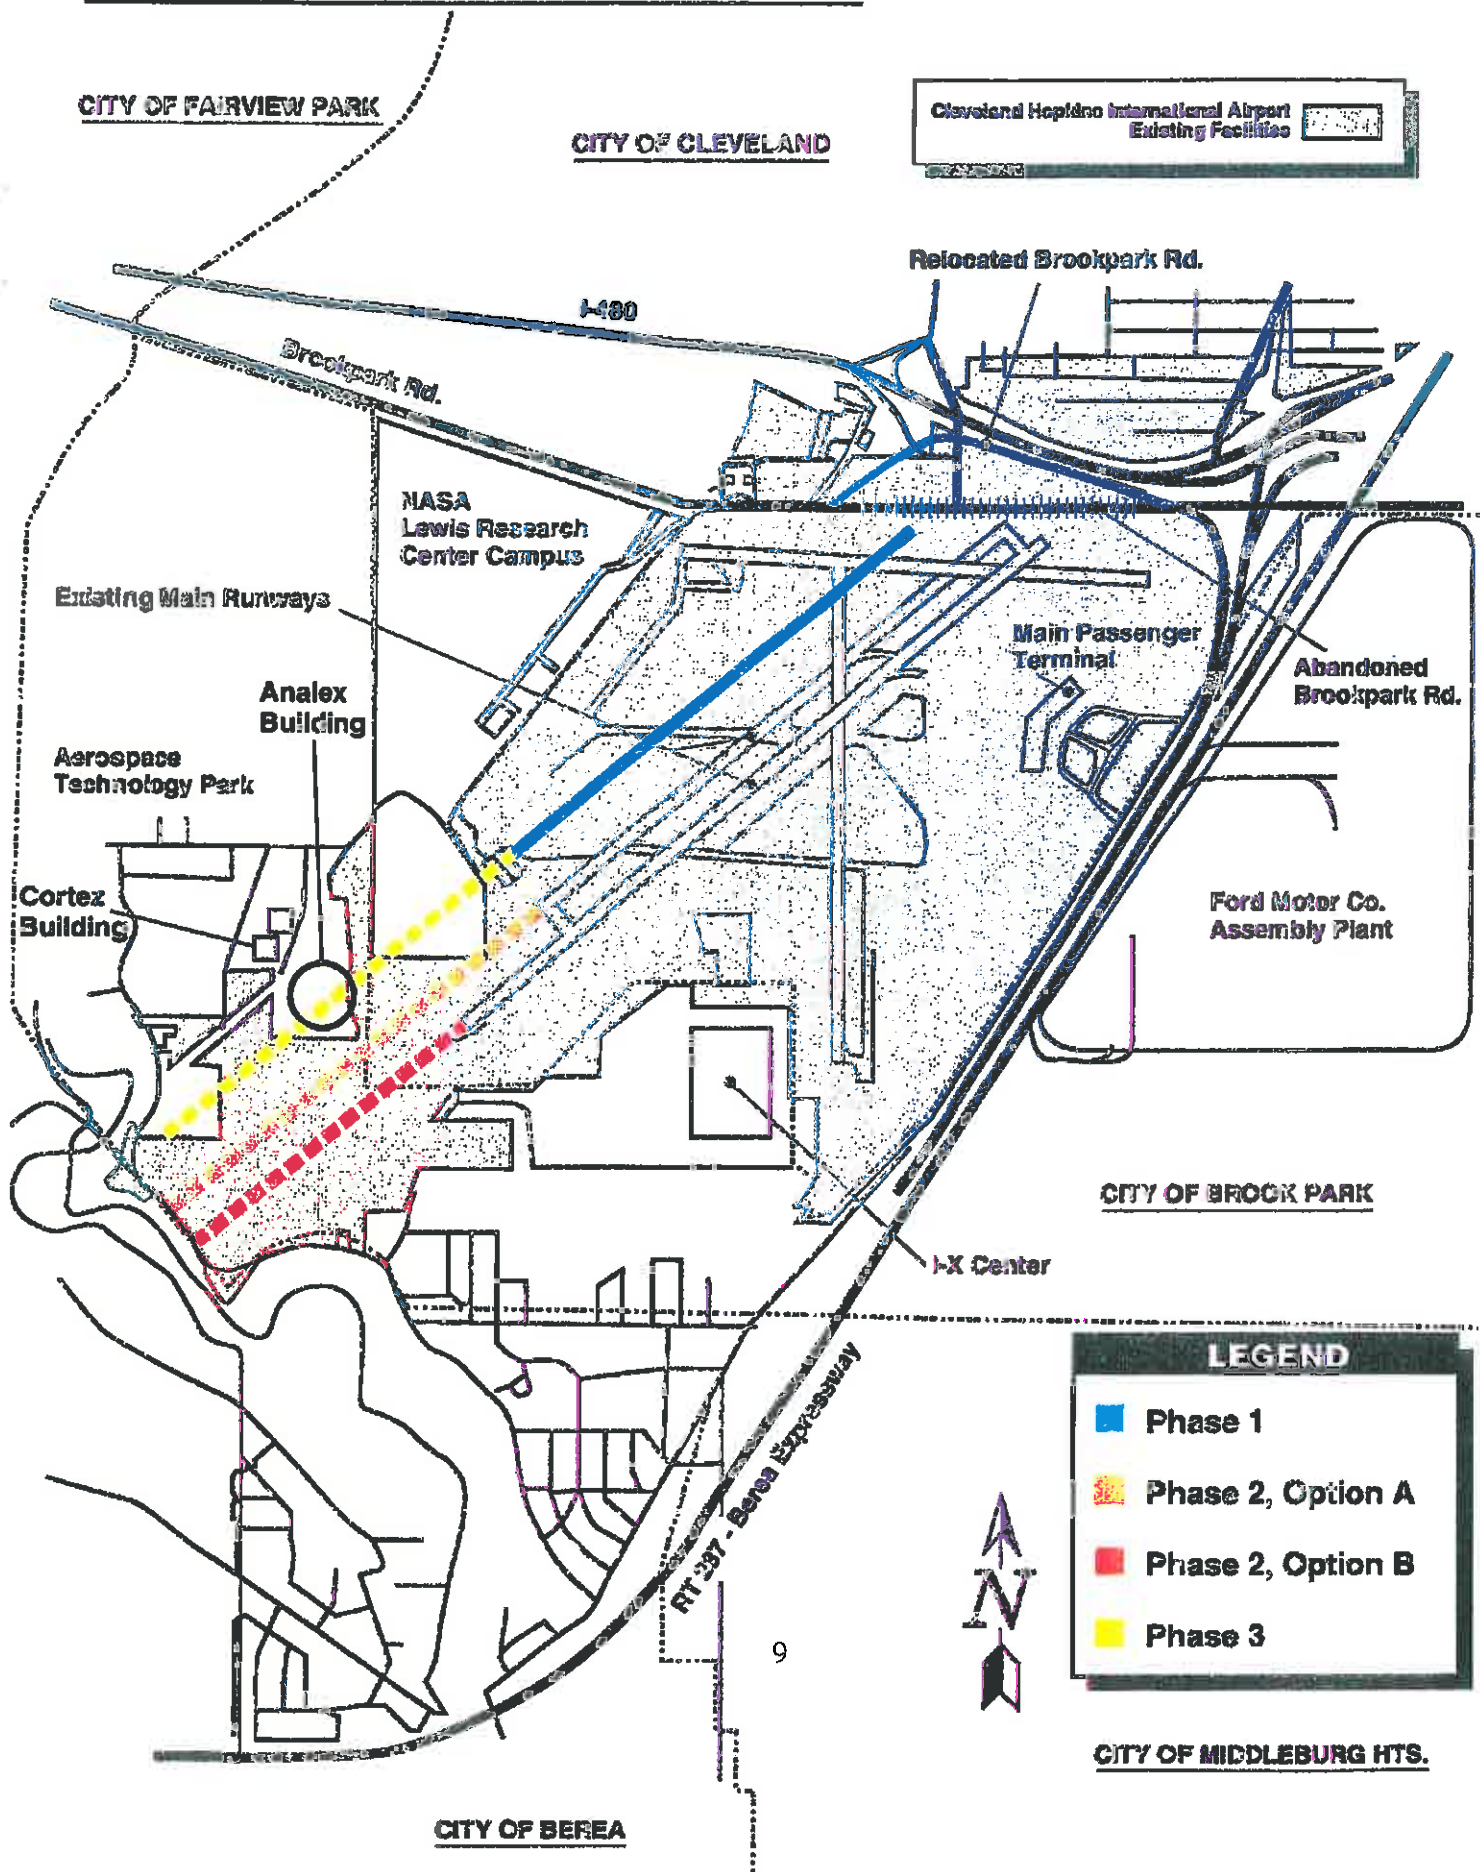 CITY OF FAIRVIEW PARK
CITY OF CLEVELAND
Cleveland Hopkins International Airport
Existing Facilities
Relocated Brookpark Rd.
I-480
Brookpark Rd.
NASA
Lewis Research
Center Campus
Existing Main Runways
Main Passenger
Terminal
Abandoned
Brookpark Rd.
Analex
Building
Aerospace
Technology Park
Cortez
Building
Ford Motor Co.
Assembly Plant
CITY OF BROOK PARK
I-X Center
RT 237 - Berea Expressway
LEGEND
Phase 1
Phase 2, Option A
Phase 2, Option B
Phase 3
N
9
CITY OF MIDDLEBURG HTS.
CITY OF BEREA